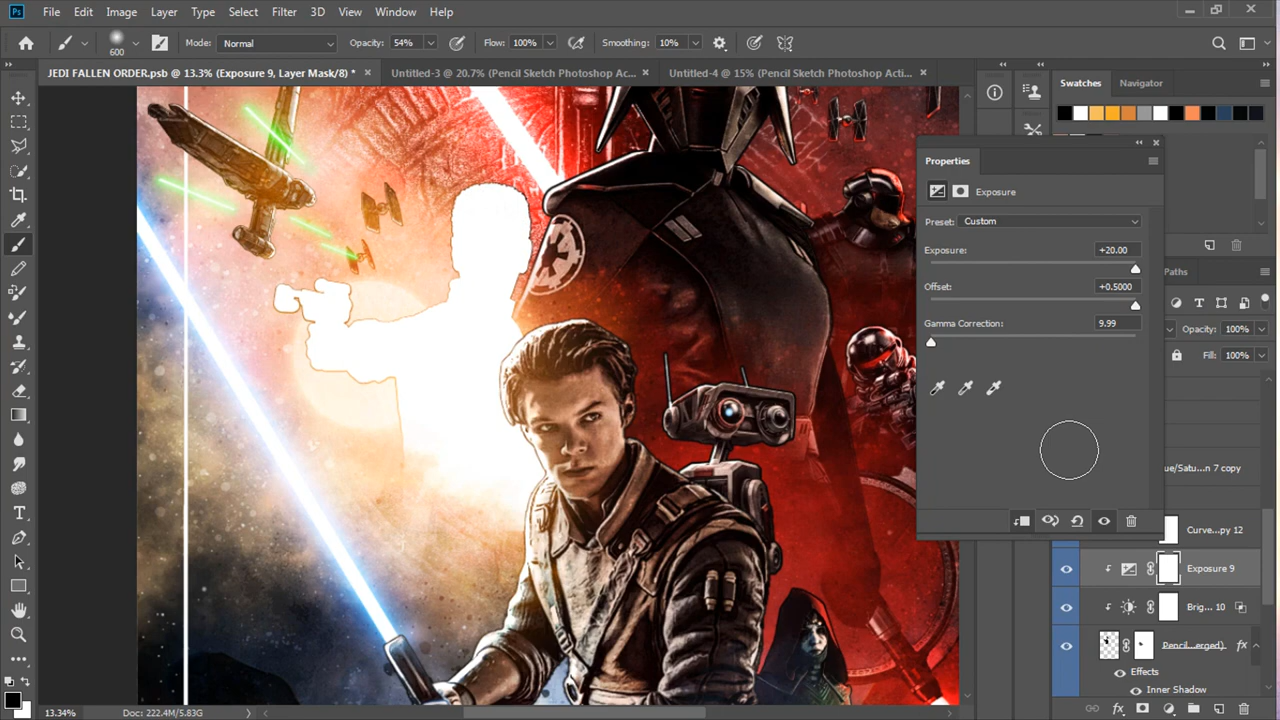 Ps File Edit Image Layer Type Select Filter 3D View Window Help
600 Mode: Normal Opacity: 54% Flow: 100% Smoothing: 10%
JEDI FALLEN ORDER.psb @ 13.3% (Exposure 9, Layer Mask/8) * × Untitled-3 @ 20.7% (Pencil Sketch Photoshop Ac... × Untitled-4 @ 15% (Pencil Sketch Photoshop Acti... ×
Swatches Navigator
Properties
Exposure
Preset: Custom
Exposure: +20.00
Offset: +0.5000
Gamma Correction: 9.99
Paths
Opacity: 100%
Fill: 100%
ue/Satu...n 7 copy
Curve...py 12
Exposure 9
Brig... 10
Pencil...erged) fx
Effects
Inner Shadow
13.34% Doc: 222.4M/5.83G